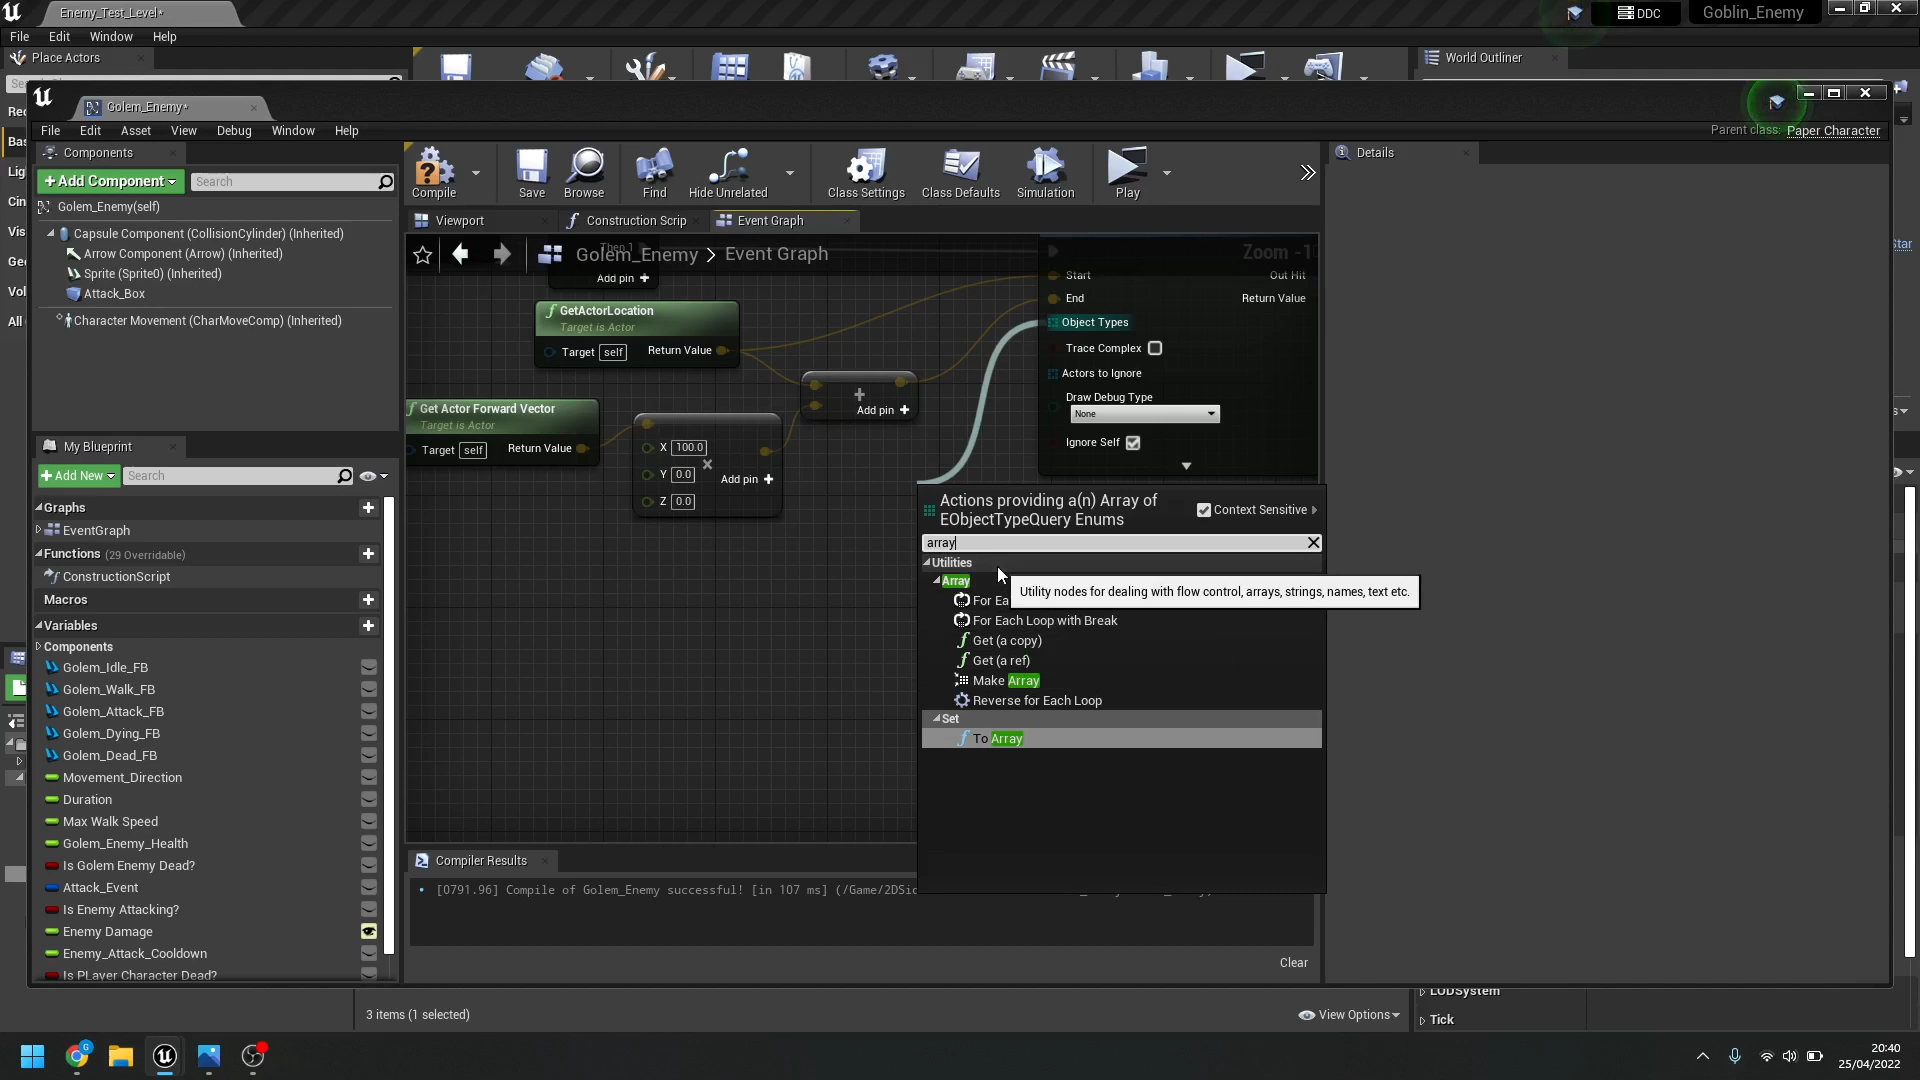 Enemy_Test_Level*
DDC
Goblin_Enemy
File Edit Window Help
Place Actors
World Outliner
Golem_Enemy*
File Edit Asset View Debug Window Help
Parent class: Paper Character
Components
Details
+Add Component
Search
Compile
Save
Browse
Find
Hide Unrelated
Class Settings
Class Defaults
Simulation
Play
Golem_Enemy(self)
Capsule Component (CollisionCylinder) (Inherited)
Arrow Component (Arrow) (Inherited)
Sprite (Sprite0) (Inherited)
Attack_Box
Character Movement (CharMoveComp) (Inherited)
Viewport
Construction Scrip
Event Graph
Golem_Enemy > Event Graph
Zoom -1
Then 1
Add pin +
GetActorLocation
Target is Actor
Target self
Return Value
Get Actor Forward Vector
Target is Actor
Target self
Return Value
X 100.0
Y 0.0
Z 0.0
Add pin +
Add pin +
Start
Out Hit
End
Return Value
Object Types
Trace Complex
Actors to Ignore
Draw Debug Type
None
Ignore Self
Actions providing a(n) Array of
EObjectTypeQuery Enums
Context Sensitive
array
Utilities
Array
For Ea
For Each Loop with Break
Get (a copy)
Get (a ref)
Make Array
Reverse for Each Loop
Set
To Array
Utility nodes for dealing with flow control, arrays, strings, names, text etc.
My Blueprint
+Add New
Search
Graphs
EventGraph
Functions (29 Overridable)
ConstructionScript
Macros
Variables
Components
Golem_Idle_FB
Golem_Walk_FB
Golem_Attack_FB
Golem_Dying_FB
Golem_Dead_FB
Movement_Direction
Duration
Max Walk Speed
Golem_Enemy_Health
Is Golem Enemy Dead?
Attack_Event
Is Enemy Attacking?
Enemy Damage
Enemy_Attack_Cooldown
Is PLayer Character Dead?
Compiler Results
[0791.96] Compile of Golem_Enemy successful! [in 107 ms] (/Game/2DSi
Clear
3 items (1 selected)
View Options
LODSystem
Tick
20:40
25/04/2022